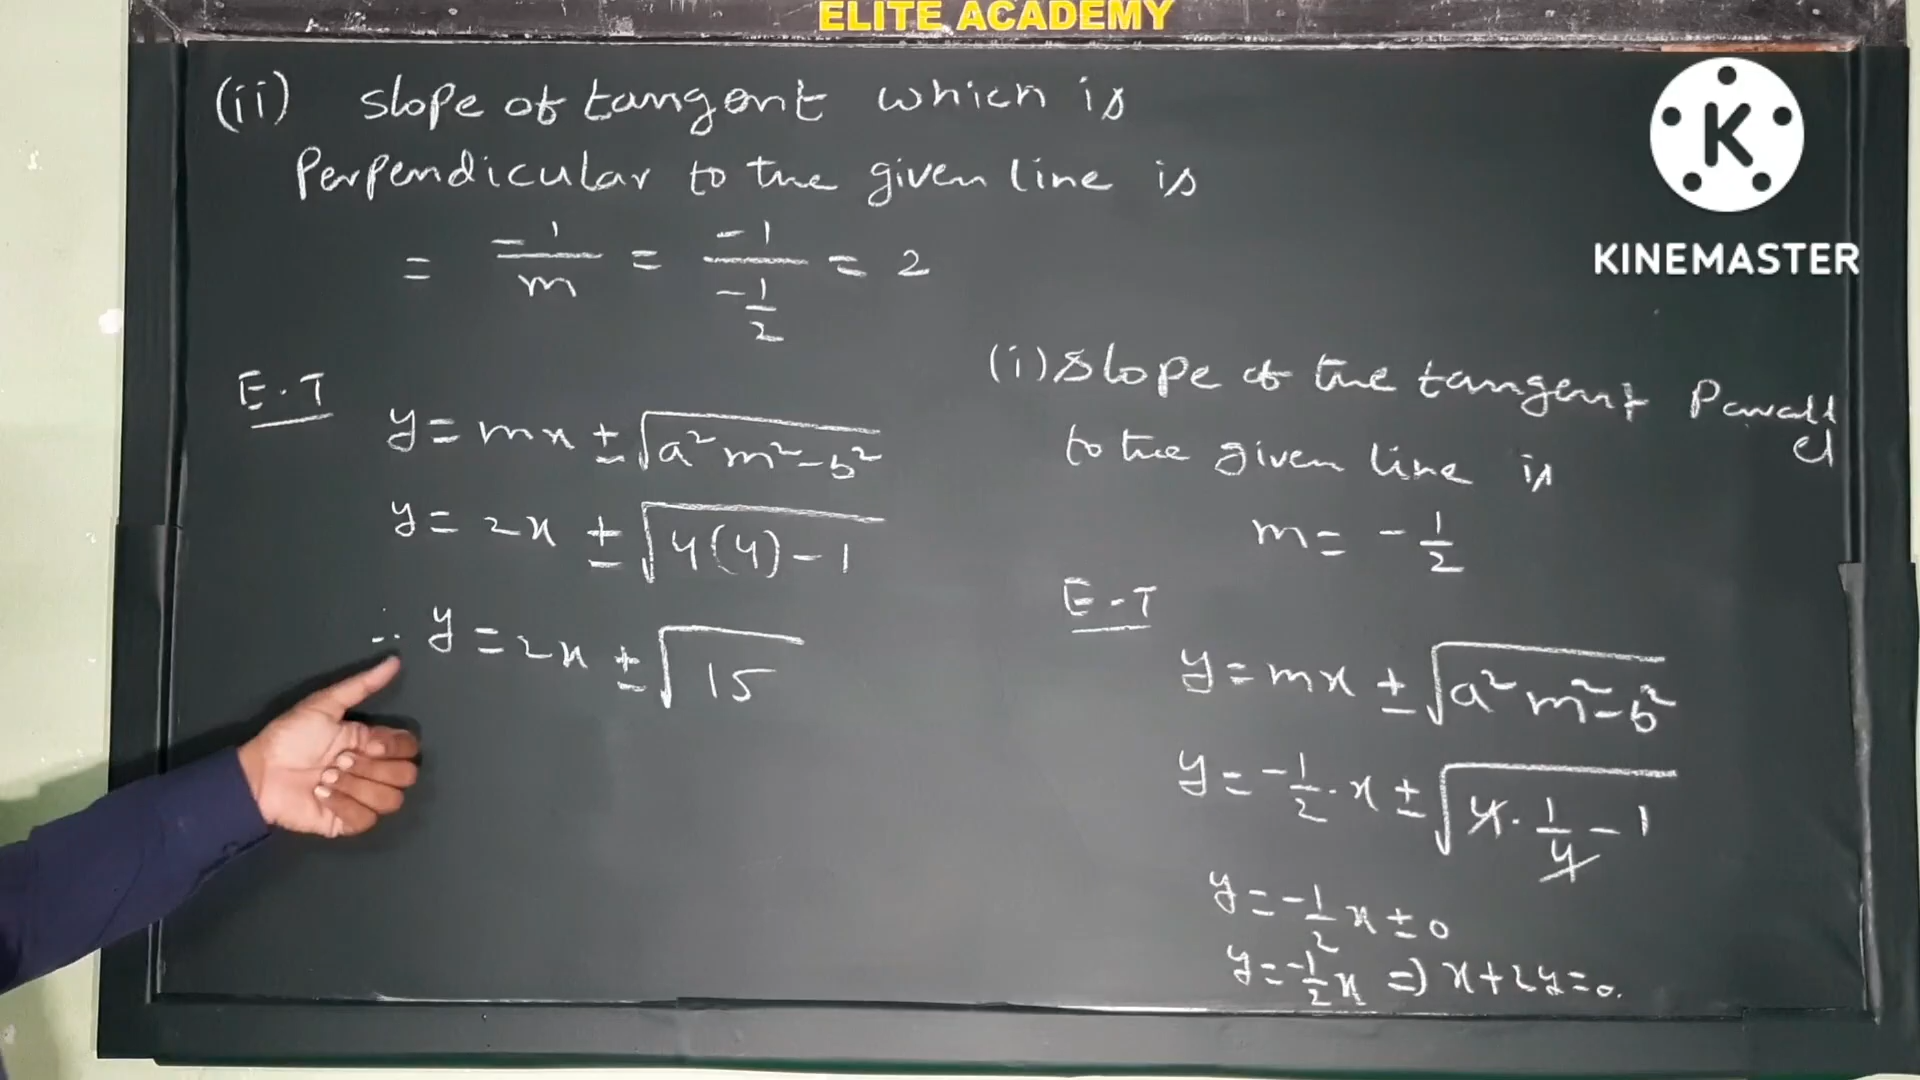 ELITE ACADEMY
K
KINEMASTER
(ii) slope of tangent which is
Perpendicular to the given line is
= -1/m = -1/(-1/2) = 2
E.T
y = mx ± √(a²m²-b²)
y = 2x ± √(4(4)-1)
∴ y = 2x ± √15
(i) slope of the tangent Parallel
to the given line is
m = -1/2
E-T
y = mx ± √(a²m²-b²)
y = -1/2 . x ± √(4 . 1/4 - 1)
y = -1/2 x ± 0
y = -1/2 x ⇒ x+2y=0.